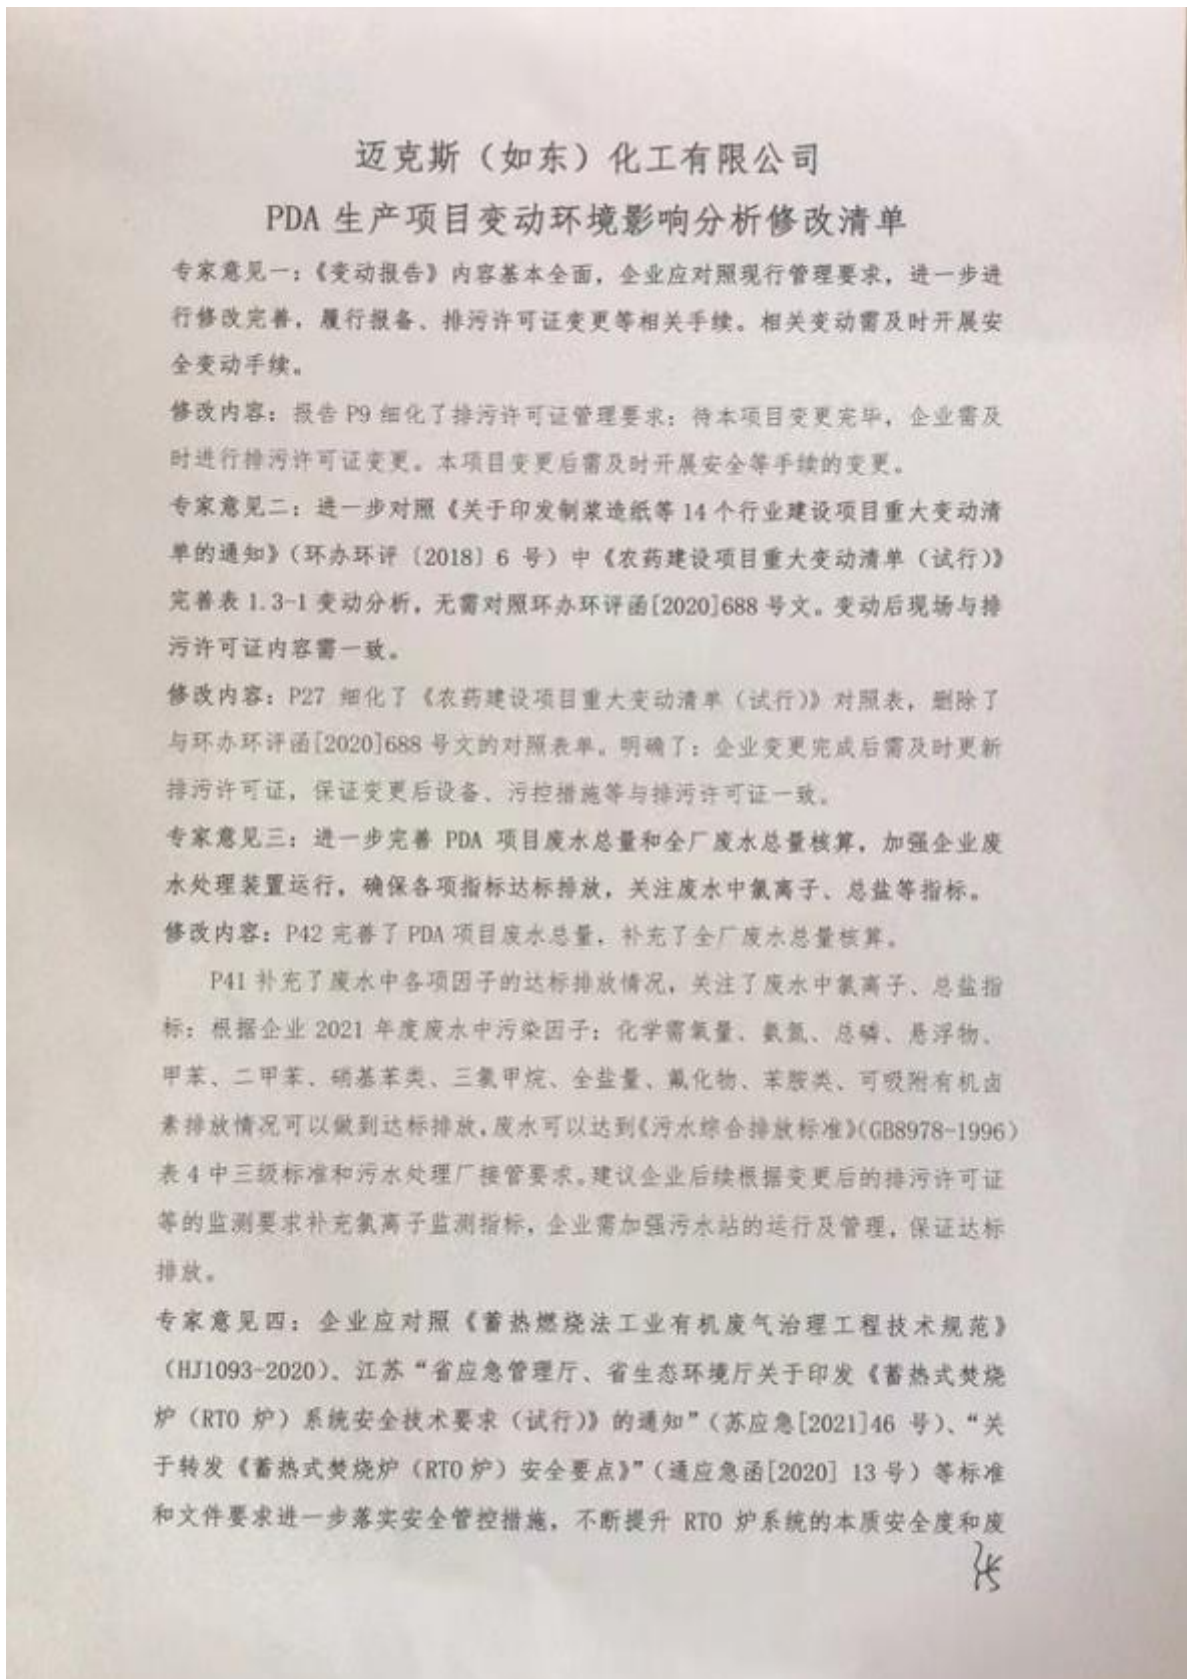 迈克斯（如东）化工有限公司
PDA 生产项目变动环境影响分析修改清单
专家意见一：《变动报告》内容基本全面，企业应对照现行管理要求，进一步进
行修改完善，履行报备、排污许可证变更等相关手续。相关变动需及时开展安
全变动手续。
修改内容：报告 P9 细化了排污许可证管理要求：待本项目变更完毕，企业需及
时进行排污许可证变更。本项目变更后需及时开展安全等手续的变更。
专家意见二：进一步对照《关于印发制浆造纸等 14 个行业建设项目重大变动清
单的通知》（环办环评〔2018〕6 号）中《农药建设项目重大变动清单（试行）》
完善表 1.3-1 变动分析，无需对照环办环评函[2020]688 号文。变动后现场与排
污许可证内容需一致。
修改内容：P27 细化了《农药建设项目重大变动清单（试行）》对照表，删除了
与环办环评函[2020]688 号文的对照表单。明确了：企业变更完成后需及时更新
排污许可证，保证变更后设备、污控措施等与排污许可证一致。
专家意见三：进一步完善 PDA 项目废水总量和全厂废水总量核算，加强企业废
水处理装置运行，确保各项指标达标排放，关注废水中氯离子、总盐等指标。
修改内容：P42 完善了 PDA 项目废水总量，补充了全厂废水总量核算。
P41 补充了废水中各项因子的达标排放情况，关注了废水中氯离子、总盐指
标：根据企业 2021 年度废水中污染因子：化学需氧量、氨氮、总磷、悬浮物、
甲苯、二甲苯、硝基苯类、三氯甲烷、全盐量、氟化物、苯胺类、可吸附有机卤
素排放情况可以做到达标排放，废水可以达到《污水综合排放标准》（GB8978-1996）
表 4 中三级标准和污水处理厂接管要求。建议企业后续根据变更后的排污许可证
等的监测要求补充氯离子监测指标，企业需加强污水站的运行及管理，保证达标
排放。
专家意见四：企业应对照《蓄热燃烧法工业有机废气治理工程技术规范》
（HJ1093-2020）、江苏“省应急管理厅、省生态环境厅关于印发《蓄热式焚烧
炉（RTO 炉）系统安全技术要求（试行）》的通知”（苏应急[2021]46 号）、“关
于转发《蓄热式焚烧炉（RTO 炉）安全要点》”（通应急函[2020] 13 号）等标准
和文件要求进一步落实安全管控措施，不断提升 RTO 炉系统的本质安全度和废